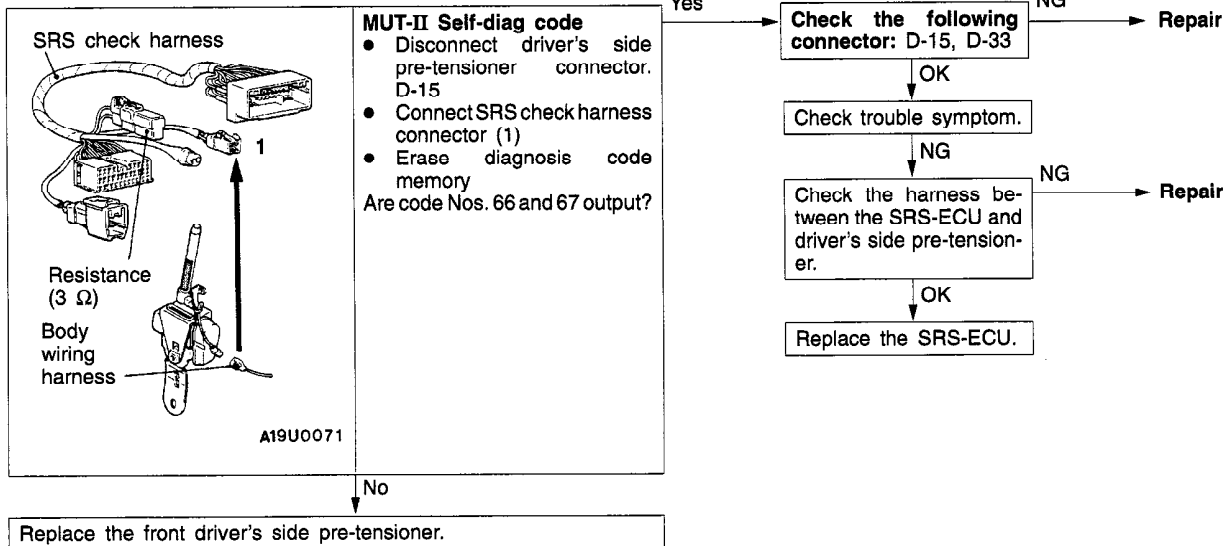 SRS check harness
1
Resistance
(3 Ω)
Body
wiring
harness
A19U0071
MUT-II Self-diag code
● Disconnect driver's side
pre-tensioner connector.
D-15
● Connect SRS check harness
connector (1)
● Erase diagnosis code
memory
Are code Nos. 66 and 67 output?
Yes
Check the following
connector: D-15, D-33
NG
Repair
OK
Check trouble symptom.
NG
Check the harness be-
tween the SRS-ECU and
driver's side pre-tension-
er.
NG
Repair
OK
Replace the SRS-ECU.
No
Replace the front driver's side pre-tensioner.